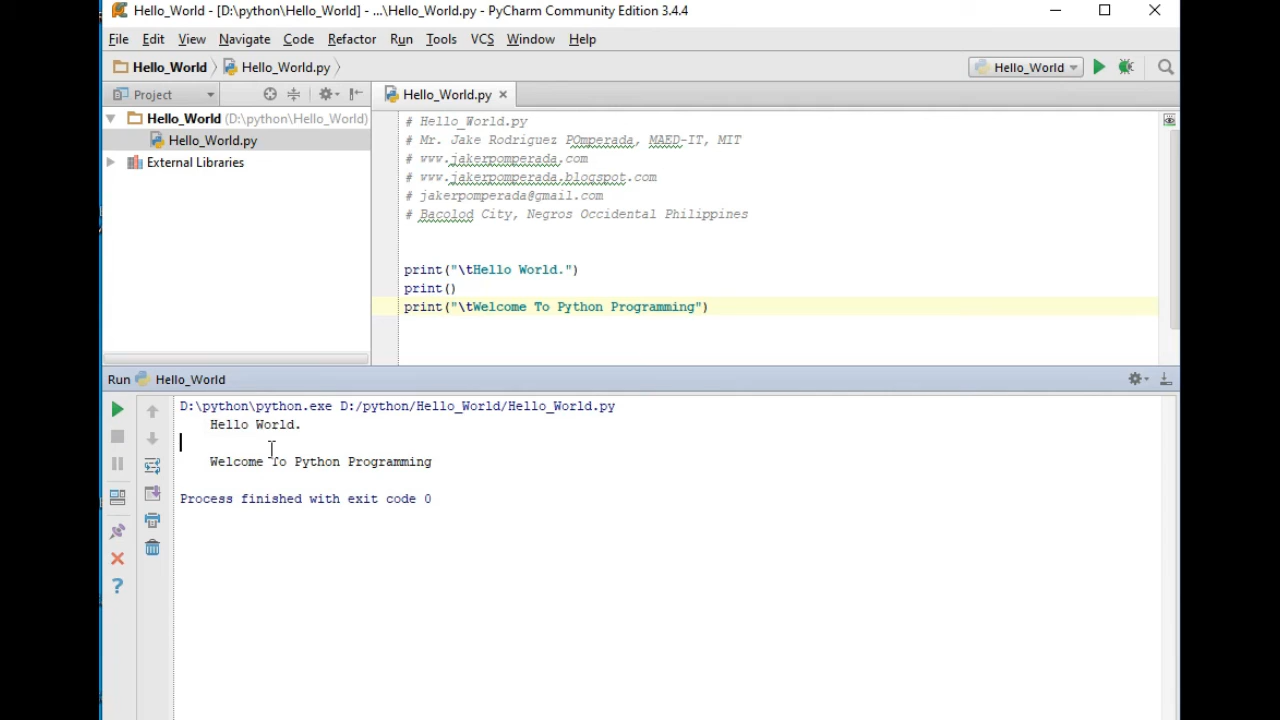 Hello_World - [D:\python\Hello_World] - ...\Hello_World.py - PyCharm Community Edition 3.4.4
File Edit View Navigate Code Refactor Run Tools VCS Window Help
Hello_World Hello_World.py Hello_World
Project Hello_World.py
Hello_World (D:\python\Hello_World)
Hello_World.py
External Libraries
# Hello_World.py
# Mr. Jake Rodriguez POmperada, MAED-IT, MIT
# www.jakerpomperada.com
# www.jakerpomperada.blogspot.com
# jakerpomperada@gmail.com
# Bacolod City, Negros Occidental Philippines
print("\tHello World.")
print()
print("\tWelcome To Python Programming")
Run Hello_World
D:\python\python.exe D:/python/Hello_World/Hello_World.py
Hello World.
Welcome To Python Programming
Process finished with exit code 0